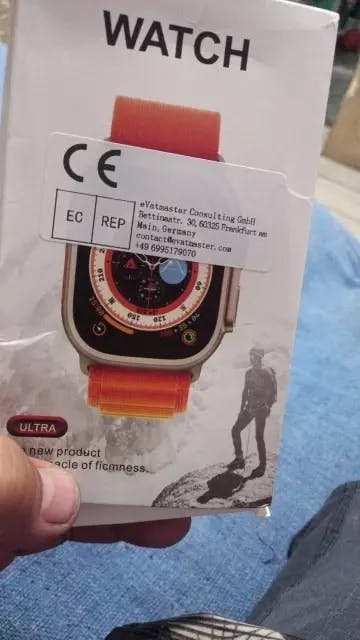 WATCH
CE
EC REP
eVatmaster Consulting GmbH
Bettinastr. 30, 60325 Frankfurt am
Main, Germany
contact@evatmaster.com
+49 6995179070
ULTRA
new product
acle of ficmness.